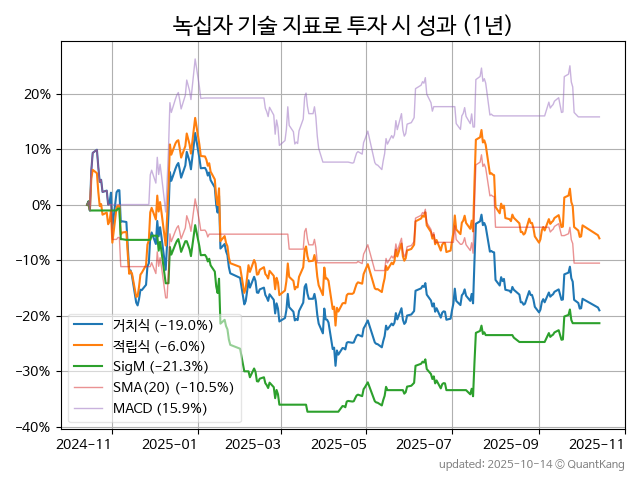 녹십자 기술 지표로 투자 시 성과 (1년)
20%
10%
0%
−10%
−20%
−30%
−40%
거치식 (−19.0%)
적립식 (−6.0%)
SigM (−21.3%)
SMA(20) (−10.5%)
MACD (15.9%)
2024-11
2025-01
2025-03
2025-05
2025-07
2025-09
2025-11
updated: 2025-10-14 © QuantKang